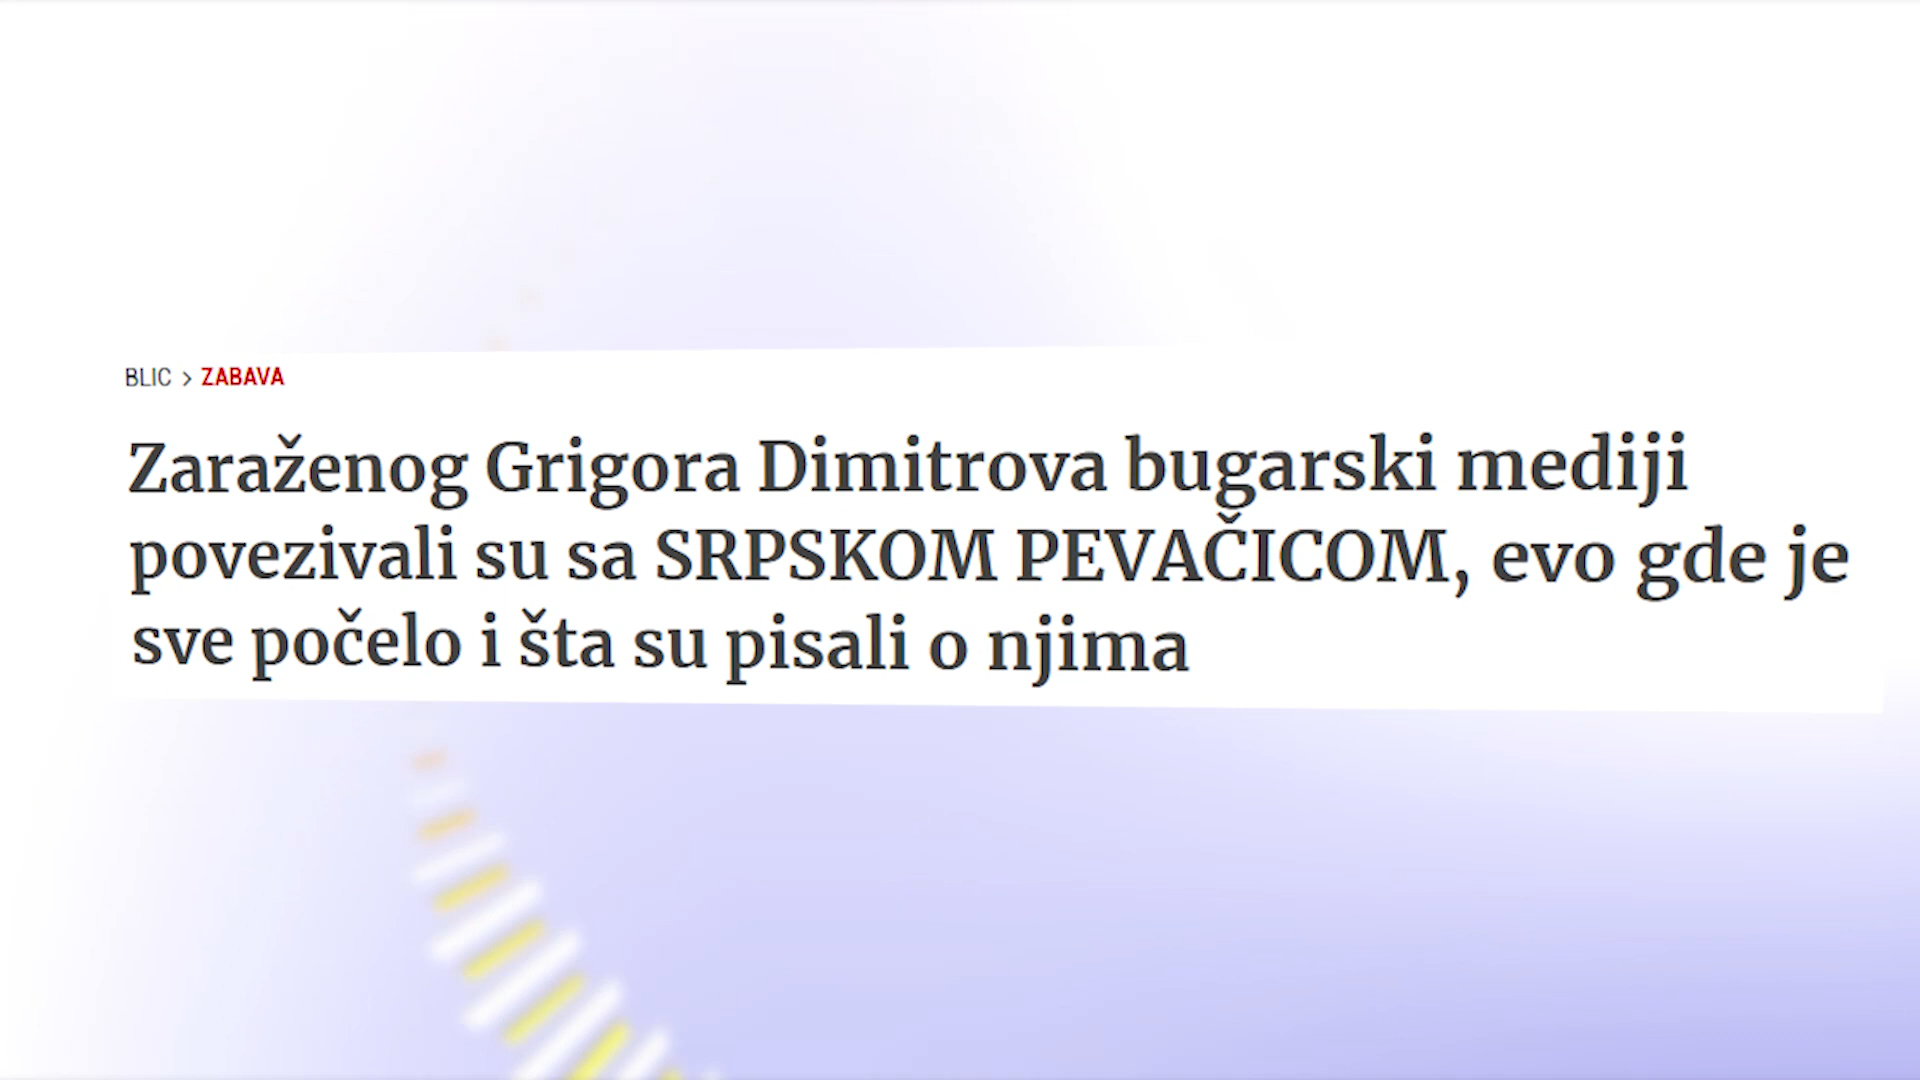 BLIC > ZABAVA
Zaraženog Grigora Dimitrova bugarski mediji
povezivali su sa SRPSKOM PEVAČICOM, evo gde je
sve počelo i šta su pisali o njima